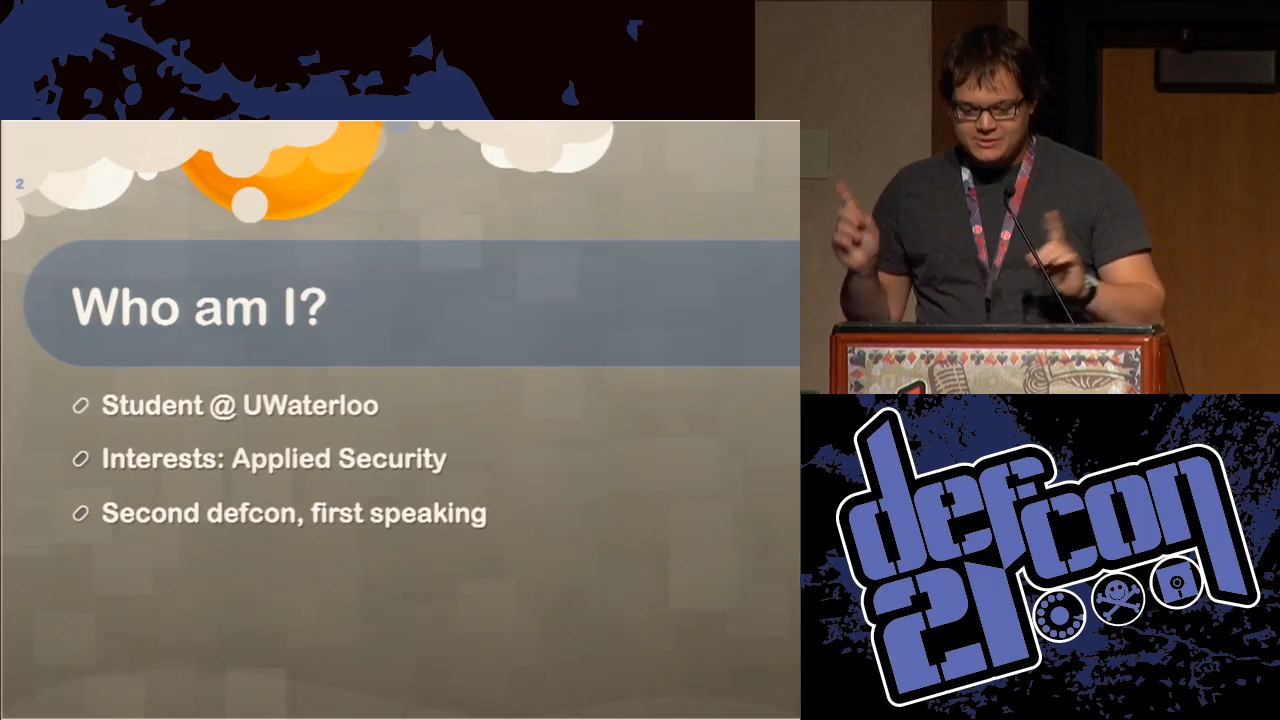 2
Who am I?
Student @ UWaterloo
Interests: Applied Security
Second defcon, first speaking
defcon
21